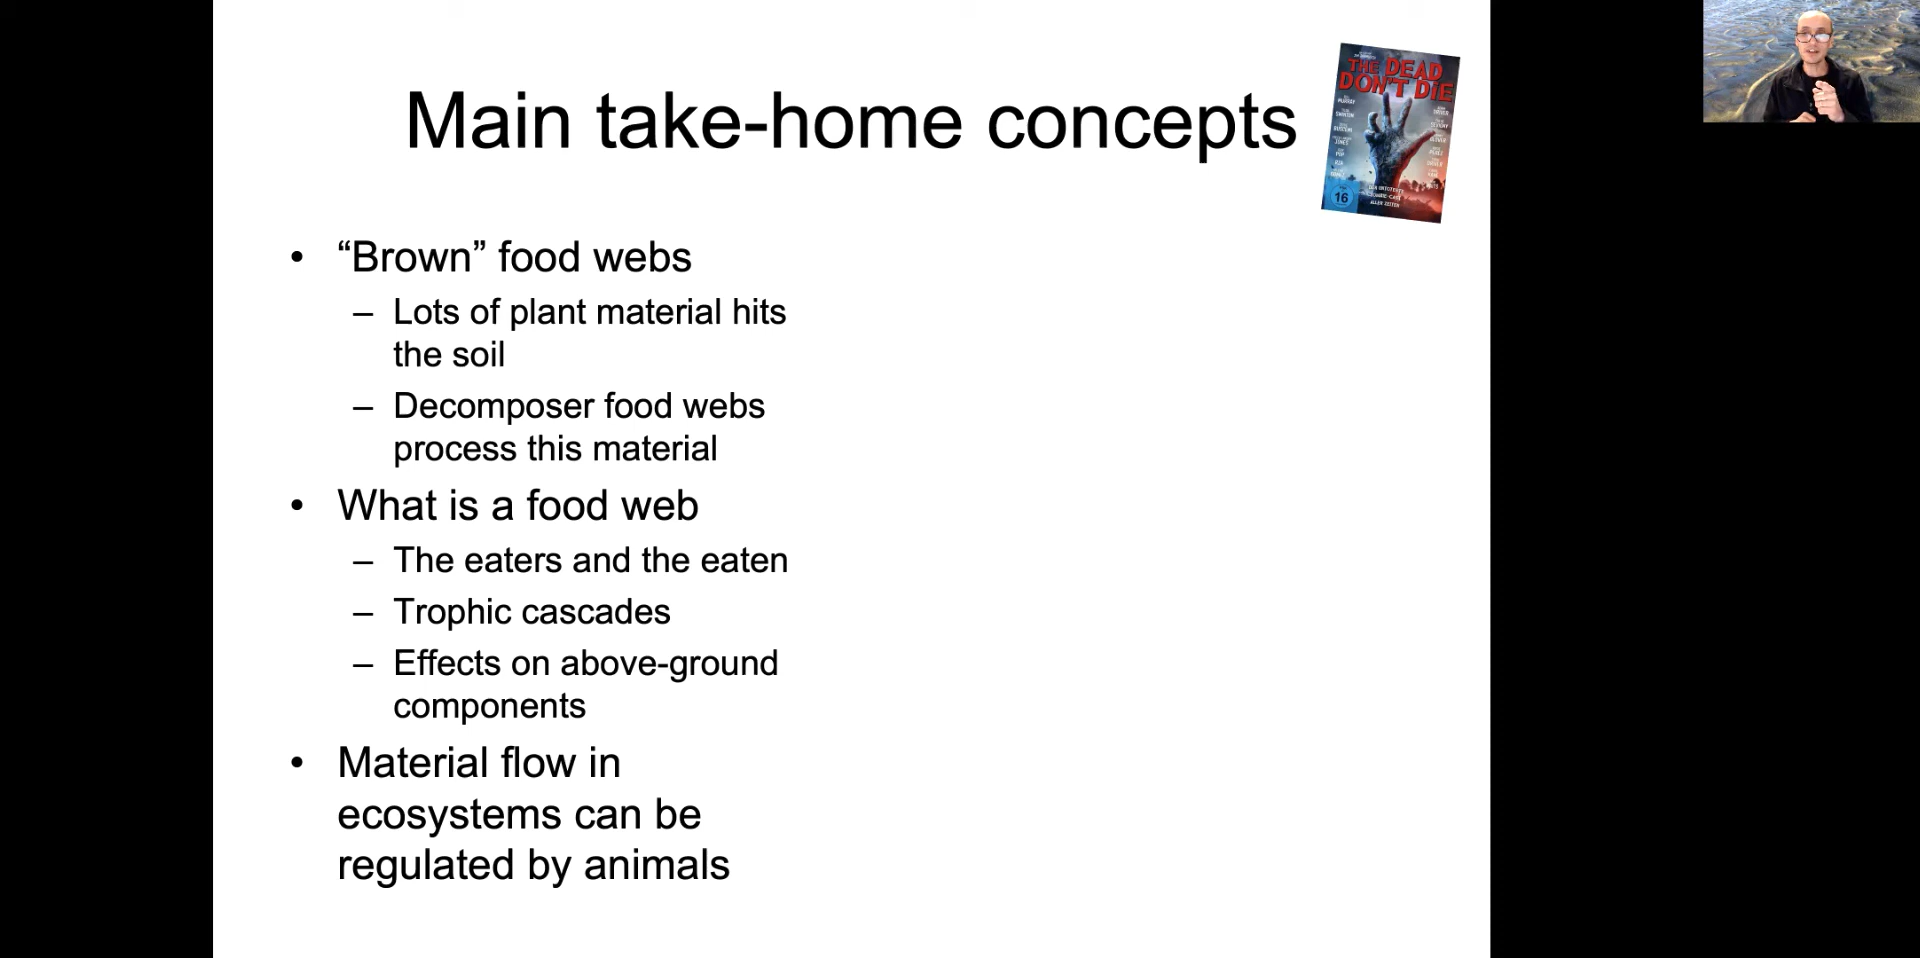 Main take-home concepts
THE DEAD
DON'T DIE
16
• “Brown” food webs
– Lots of plant material hits
the soil
– Decomposer food webs
process this material
• What is a food web
– The eaters and the eaten
– Trophic cascades
– Effects on above-ground
components
• Material flow in
ecosystems can be
regulated by animals